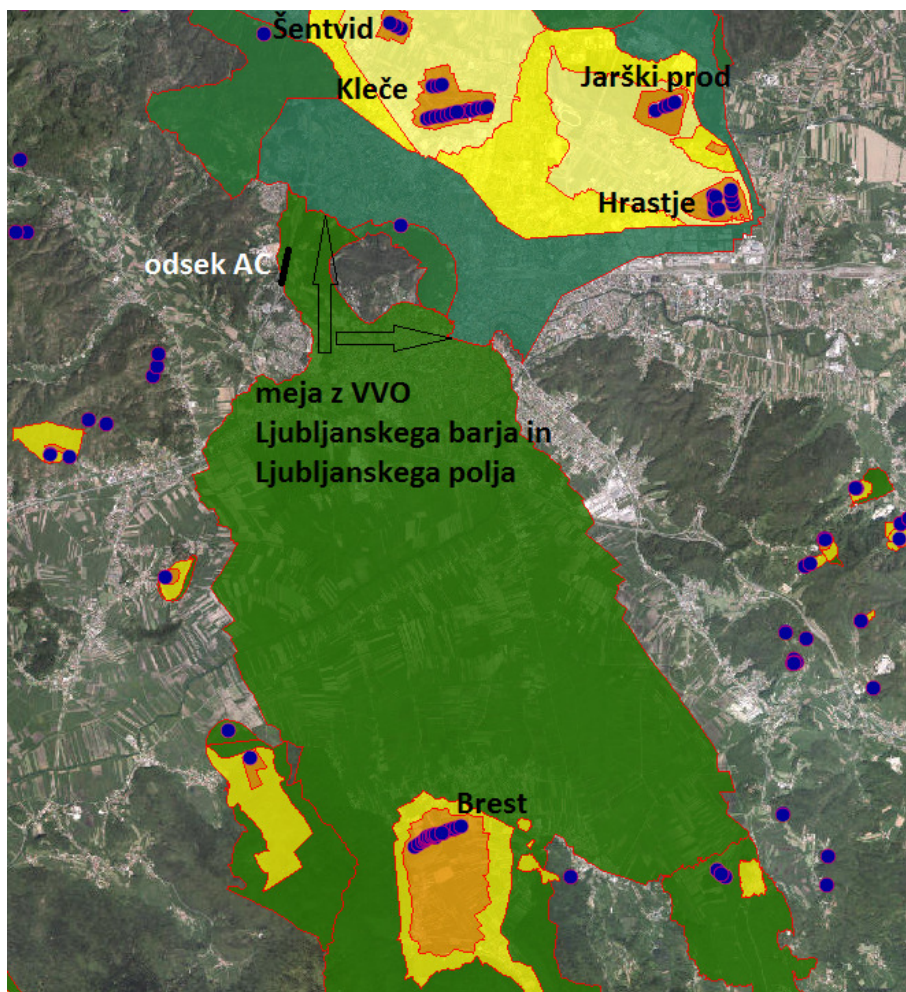 Šentvid
Kleče
Jarški prod
Hrastje
odsek AC
meja z VVO
Ljubljanskega barja in
Ljubljanskega polja
Brest